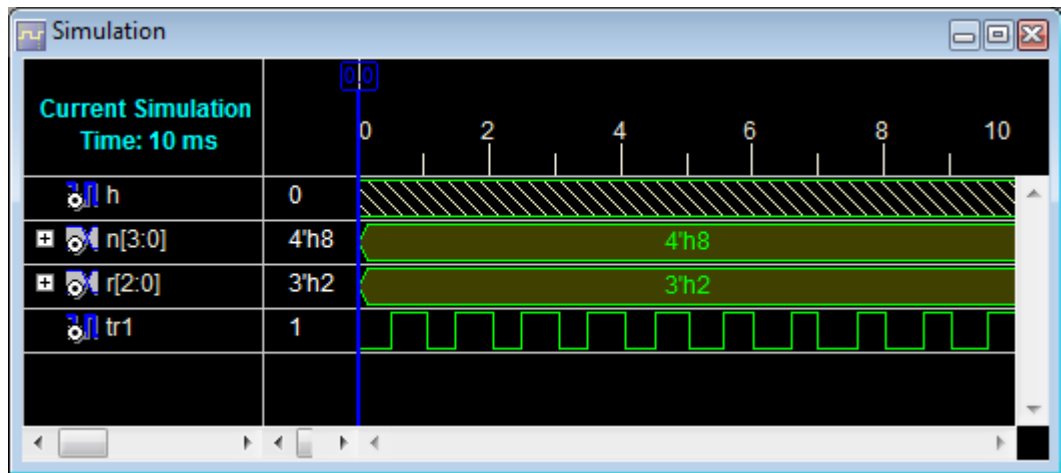 Simulation
0.0
Current Simulation
Time: 10 ms
0 2 4 6 8 10
h 0
n[3:0] 4'h8 4'h8
r[2:0] 3'h2 3'h2
tr1 1